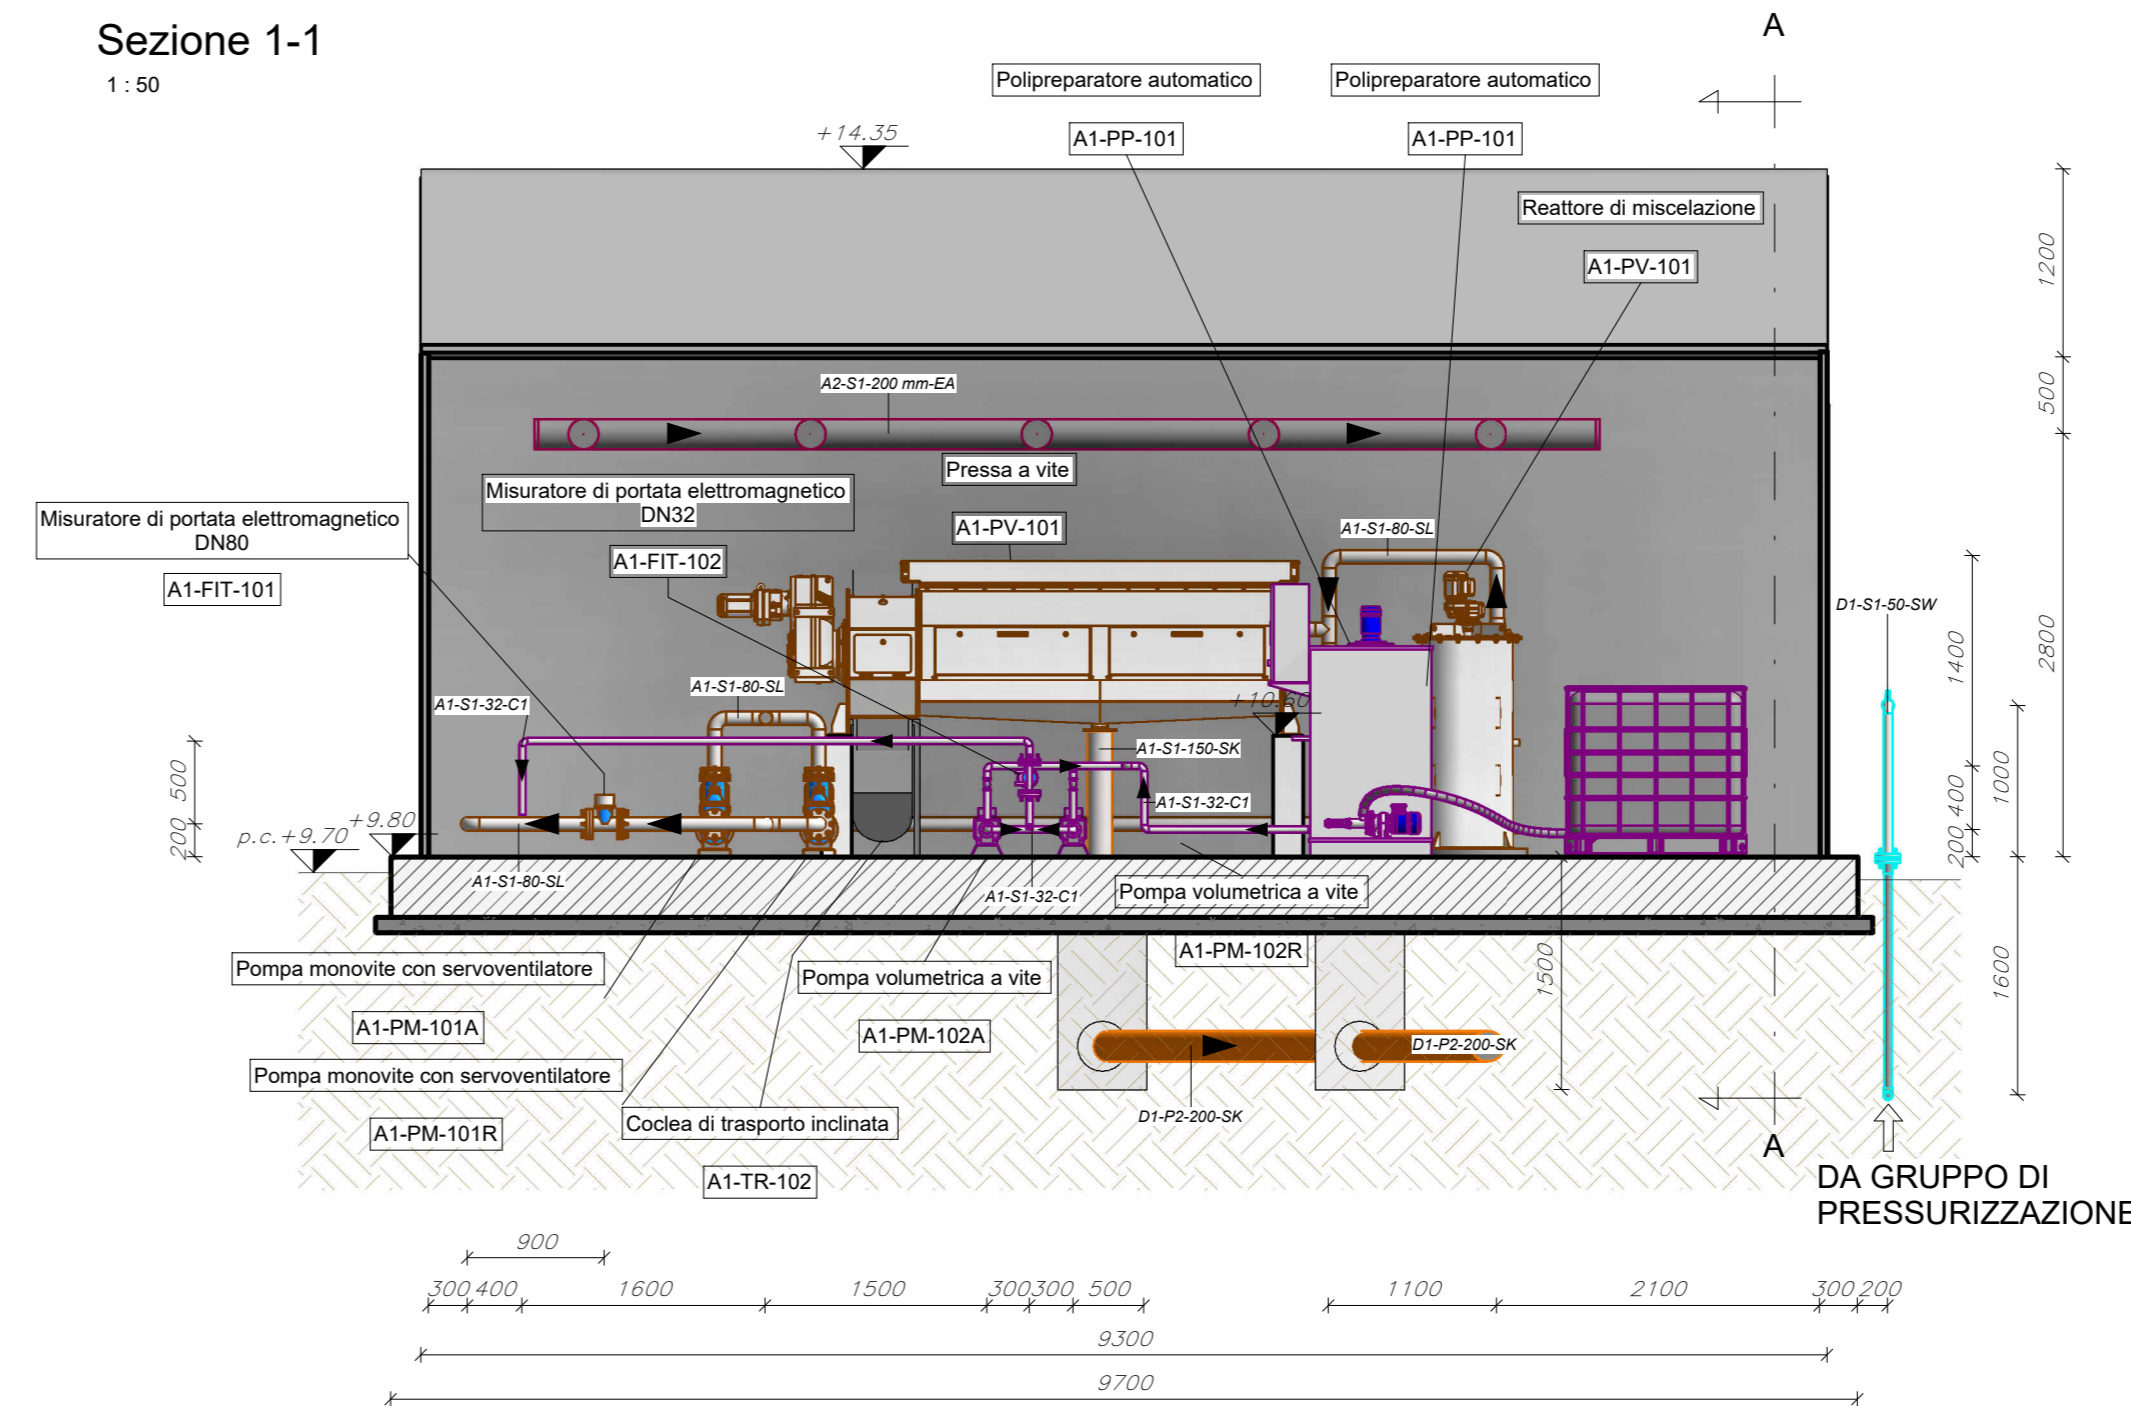 Sezione 1-1
1 : 50
A
Polipreparatore automatico
Polipreparatore automatico
+14.35
A1-PP-101
A1-PP-101
Reattore di miscelazione
A1-PV-101
1200
A2-S1-200 mm-EA
500
Pressa a vite
Misuratore di portata elettromagnetico
DN32
Misuratore di portata elettromagnetico
DN80
A1-PV-101
A1-S1-80-SL
A1-FIT-102
A1-FIT-101
D1-S1-50-SW
1400
2800
A1-S1-80-SL
A1-S1-32-C1
+10.60
A1-S1-150-SK
1000
500
A1-S1-32-C1
400
+9.80
p.c.+9.70
200
200
A1-S1-80-SL
A1-S1-32-C1
Pompa volumetrica a vite
A1-PM-102R
Pompa monovite con servoventilatore
Pompa volumetrica a vite
1500
1600
A1-PM-101A
A1-PM-102A
D1-P2-200-SK
Pompa monovite con servoventilatore
D1-P2-200-SK
Coclea di trasporto inclinata
A1-PM-101R
A
A1-TR-102
DA GRUPPO DI
PRESSURIZZAZIONE
900
300 400 1600 1500 300 300 500 1100 2100 300 200
9300
9700